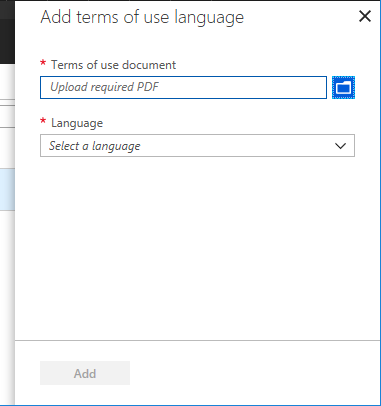 Add terms of use language
* Terms of use document
Upload required PDF
* Language
Select a language
Add